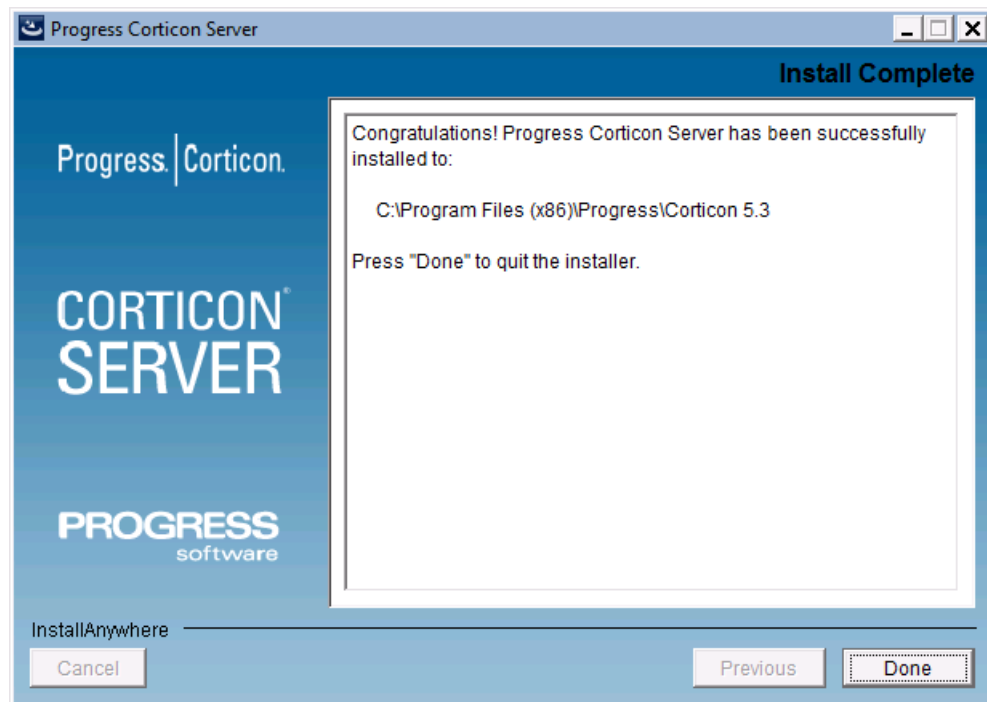 Progress Corticon Server
Install Complete
Progress. Corticon.
CORTICON®
SERVER
PROGRESS
software
Congratulations! Progress Corticon Server has been successfully
installed to:
C:\Program Files (x86)\Progress\Corticon 5.3
Press "Done" to quit the installer.
InstallAnywhere
Cancel
Previous
Done